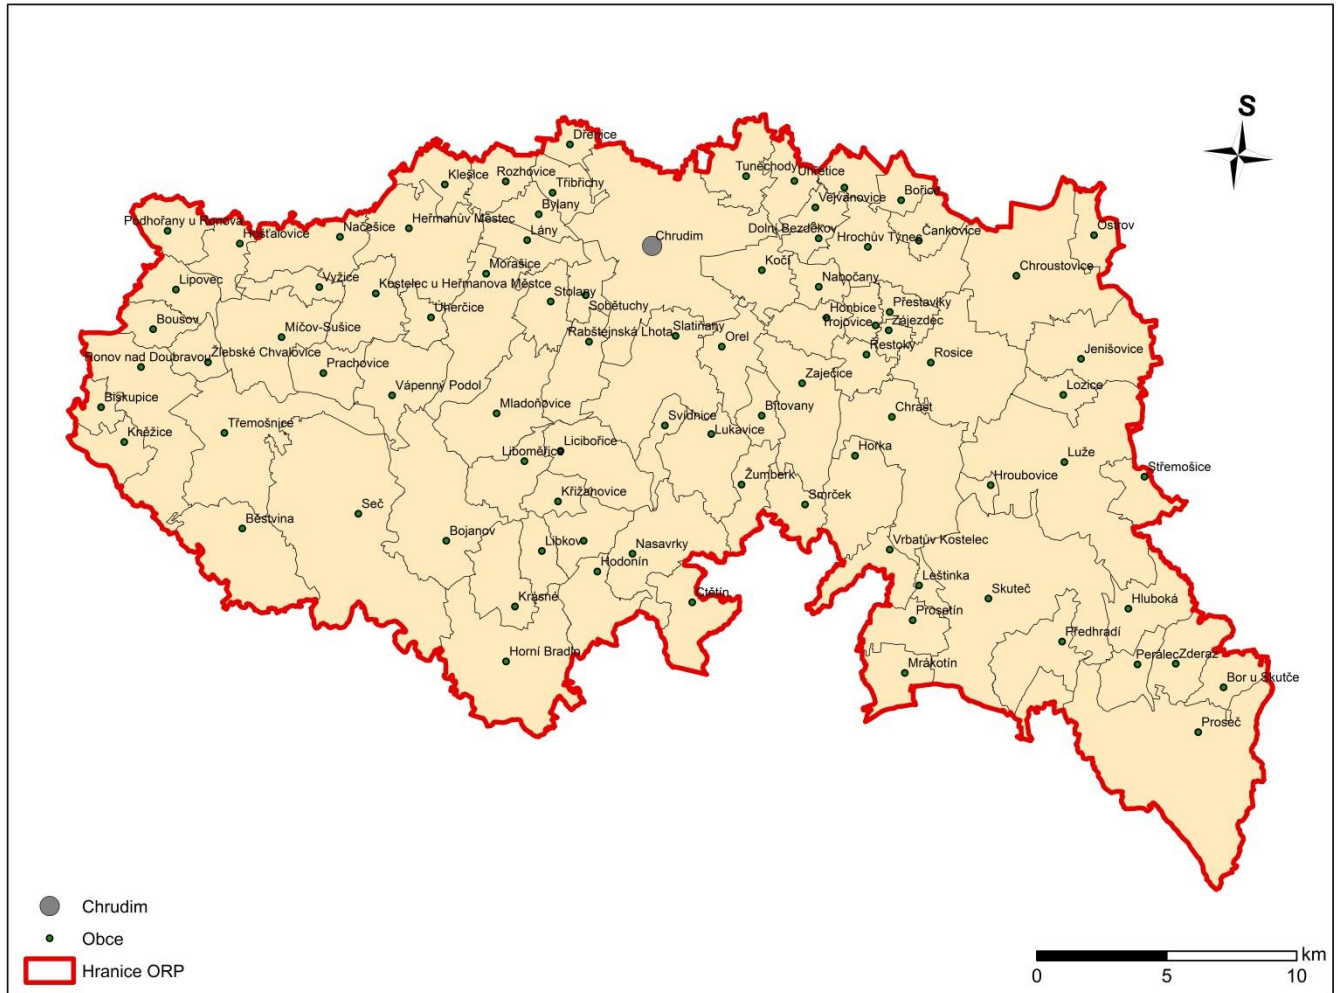 S
Dřenice
Klešice
Rozhovice
Třibřichy
Tuněchody
Úhřetice
Bořice
Bylany
Vejvanovice
Podhořany u Ronova
Hošťalovice
Načešice
Heřmanův Městec
Lány
Chrudim
Dolní Bezděkov
Hrochův Týnec
Čankovice
Ostrov
Kočí
Morašice
Chroustovice
Lipovec
Vyžice
Kostelec u Heřmanova Městce
Stolany
Sobětuchy
Nabočany
Přestavlky
Úherčice
Honbice
Trojovice
Zájezdec
Bousov
Míčov-Sušice
Rabštejnská Lhota
Slatiňany
Orel
Řestoky
Rosice
Jenišovice
Ronov nad Doubravou
Žlebské Chvalovice
Prachovice
Vápenný Podol
Zaječice
Lozice
Biskupice
Mladoňovice
Bítovany
Chrast
Kněžice
Třemošnice
Svídnice
Lukavice
Libomĕřice
Licibořice
Horka
Luže
Střemošice
Žumberk
Hroubovice
Křižanovice
Smrček
Seč
Běstvina
Bojanov
Libkov
Nasavrky
Vrbatův Kostelec
Hodonín
Leštinka
Skuteč
Krásné
Ctětín
Hluboká
Prosetín
Předhradí
Horní Bradlo
Mrákotín
Perálec
Zderaz
Bor u Skutče
Proseč
Chrudim
Obce
Hranice ORP
km
0 5 10